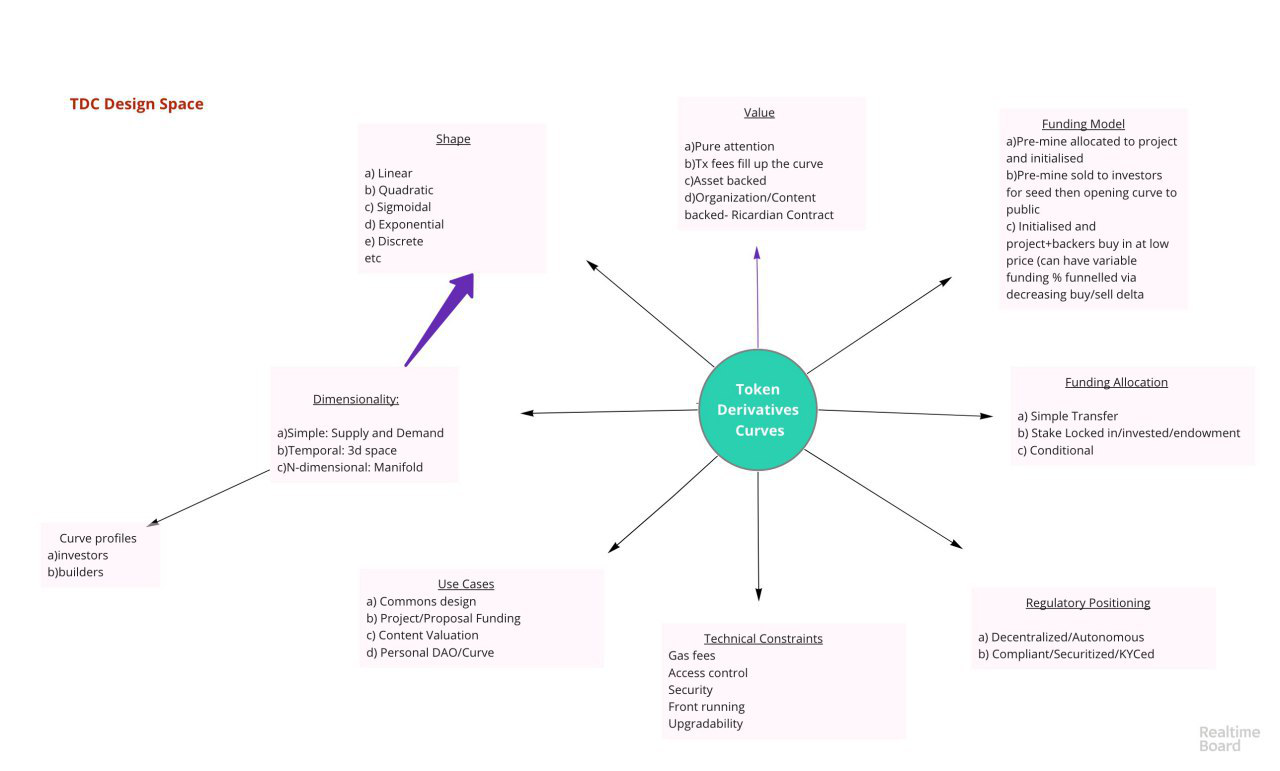 TDC Design Space
Shape
a) Linear
b) Quadratic
c) Sigmoidal
d) Exponential
e) Discrete
etc
Value
a)Pure attention
b)Tx fees fill up the curve
c)Asset backed
d)Organization/Content
backed- Ricardian Contract
Funding Model
a)Pre-mine allocated to project
and initialised
b)Pre-mine sold to investors
for seed then opening curve to
public
c) Initialised and
project+backers buy in at low
price (can have variable
funding % funnelled via
decreasing buy/sell delta
Dimensionality:
a)Simple: Supply and Demand
b)Temporal: 3d space
c)N-dimensional: Manifold
Token
Derivatives
Curves
Funding Allocation
a) Simple Transfer
b) Stake Locked in/invested/endowment
c) Conditional
Curve profiles
a)investors
b)builders
Use Cases
a) Commons design
b) Project/Proposal Funding
c) Content Valuation
d) Personal DAO/Curve
Technical Constraints
Gas fees
Access control
Security
Front running
Upgradability
Regulatory Positioning
a) Decentralized/Autonomous
b) Compliant/Securitized/KYCed
Realtime
Board